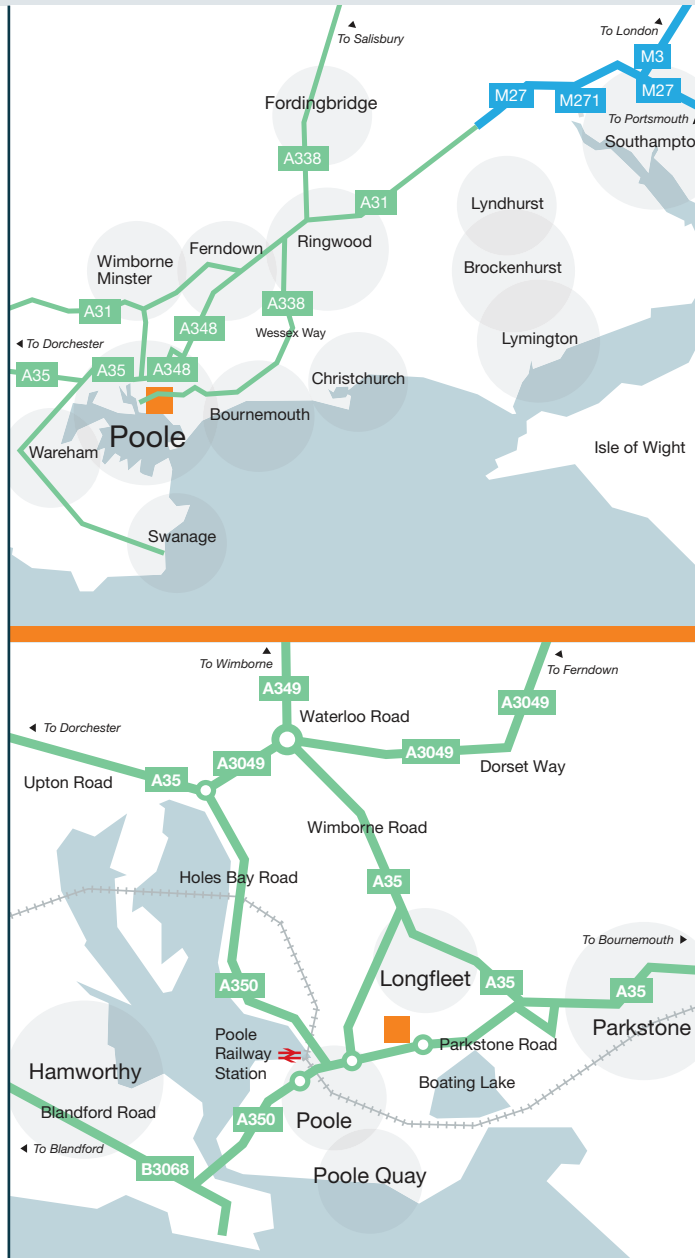 To Salisbury
To London
M3
M27
M271
M27
Fordingbridge
To Portsmouth
Southampto
A338
Lyndhurst
A31
Ferndown
Ringwood
Wimborne
Minster
Brockenhurst
A31
A338
A348
Wessex Way
Lymington
To Dorchester
A35
A35
A348
Christchurch
Bournemouth
Poole
Wareham
Isle of Wight
Swanage
To Wimborne
To Ferndown
A349
A3049
Waterloo Road
To Dorchester
A3049
A3049
Dorset Way
Upton Road
A35
Wimborne Road
Holes Bay Road
A35
To Bournemouth
Longfleet
A350
A35
A35
Parkstone
Poole
Railway
Station
Parkstone Road
Hamworthy
Boating Lake
Blandford Road
A350
Poole
To Blandford
B3068
Poole Quay